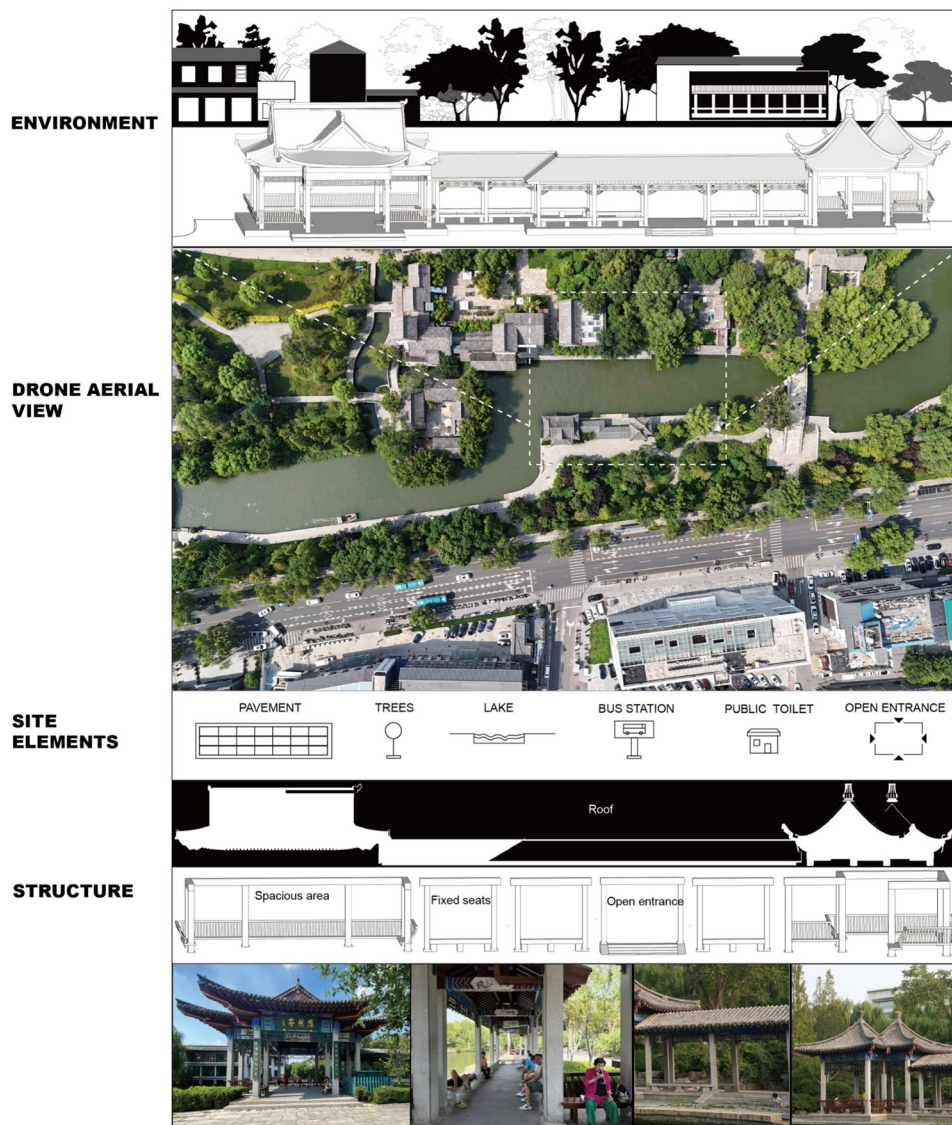 ENVIRONMENT
DRONE AERIAL
VIEW
SITE
ELEMENTS
PAVEMENT
TREES
LAKE
BUS STATION
PUBLIC TOILET
OPEN ENTRANCE
Roof
STRUCTURE
Spacious area
Fixed seats
Open entrance